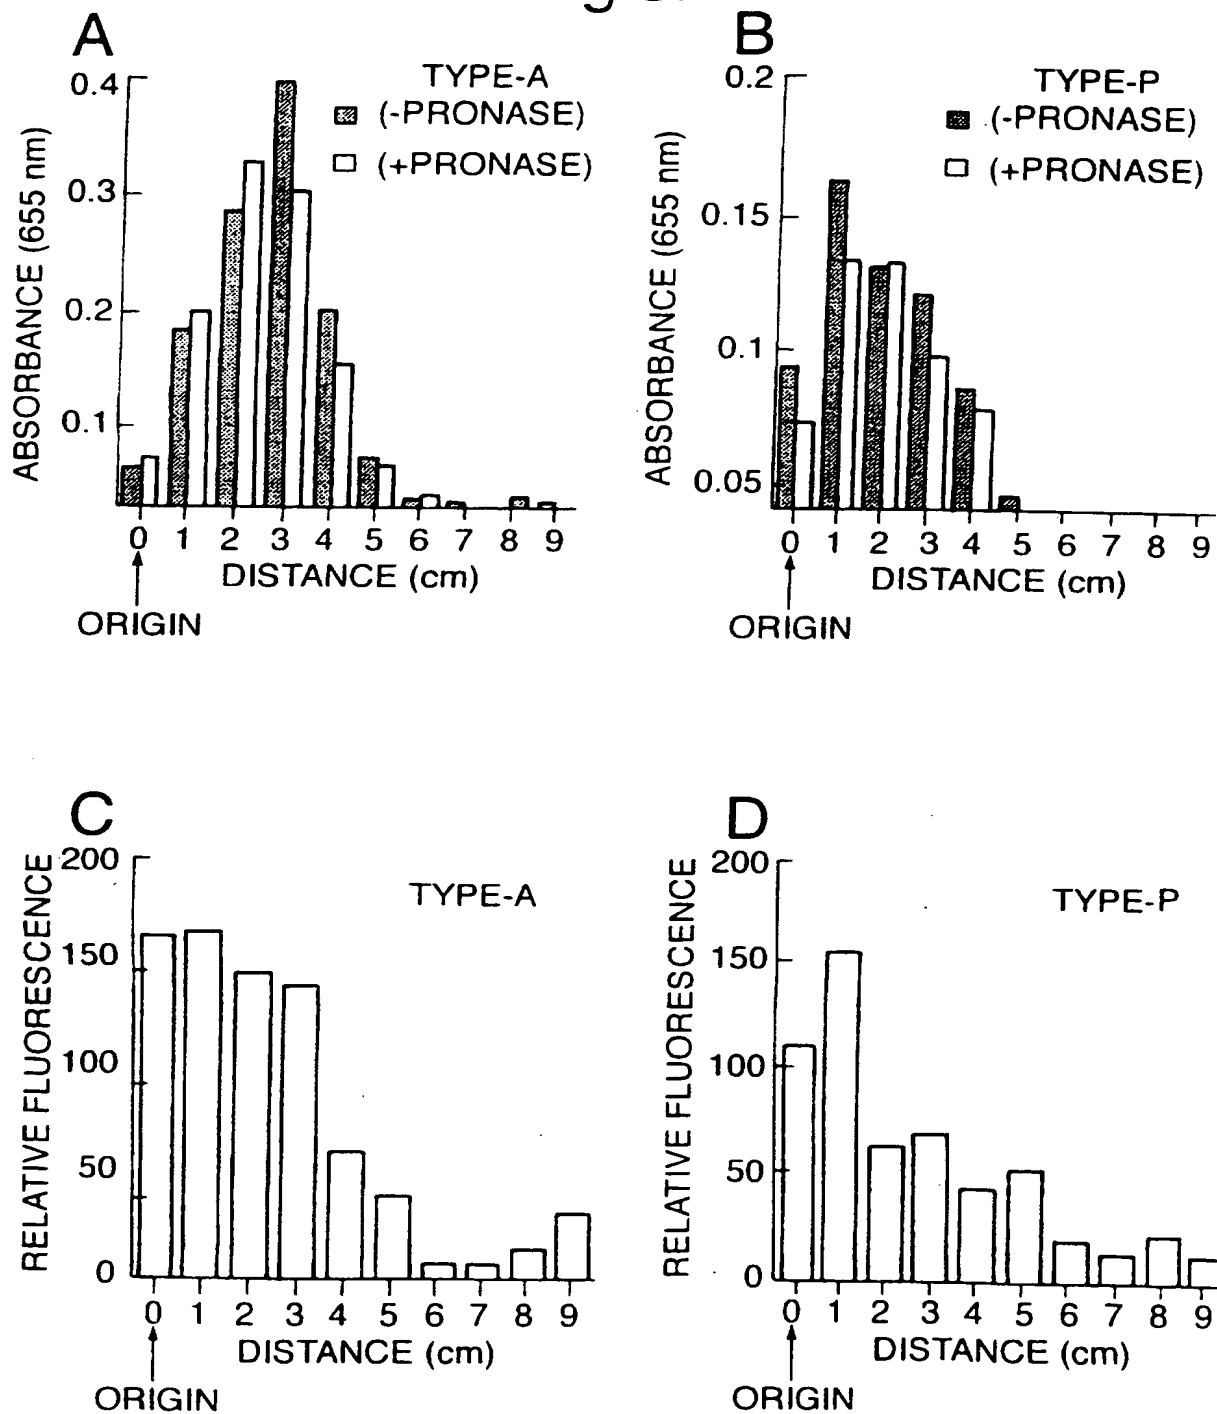 A
TYPE-A
(-PRONASE)
(+PRONASE)
ABSORBANCE (655 nm)
0.4
0.3
0.2
0.1
0 1 2 3 4 5 6 7 8 9
DISTANCE (cm)
ORIGIN
B
TYPE-P
(-PRONASE)
(+PRONASE)
ABSORBANCE (655 nm)
0.2
0.15
0.1
0.05
0 1 2 3 4 5 6 7 8 9
DISTANCE (cm)
ORIGIN
C
TYPE-A
RELATIVE FLUORESCENCE
200
150
100
50
0
0 1 2 3 4 5 6 7 8 9
DISTANCE (cm)
ORIGIN
D
TYPE-P
RELATIVE FLUORESCENCE
200
150
100
50
0
0 1 2 3 4 5 6 7 8 9
DISTANCE (cm)
ORIGIN